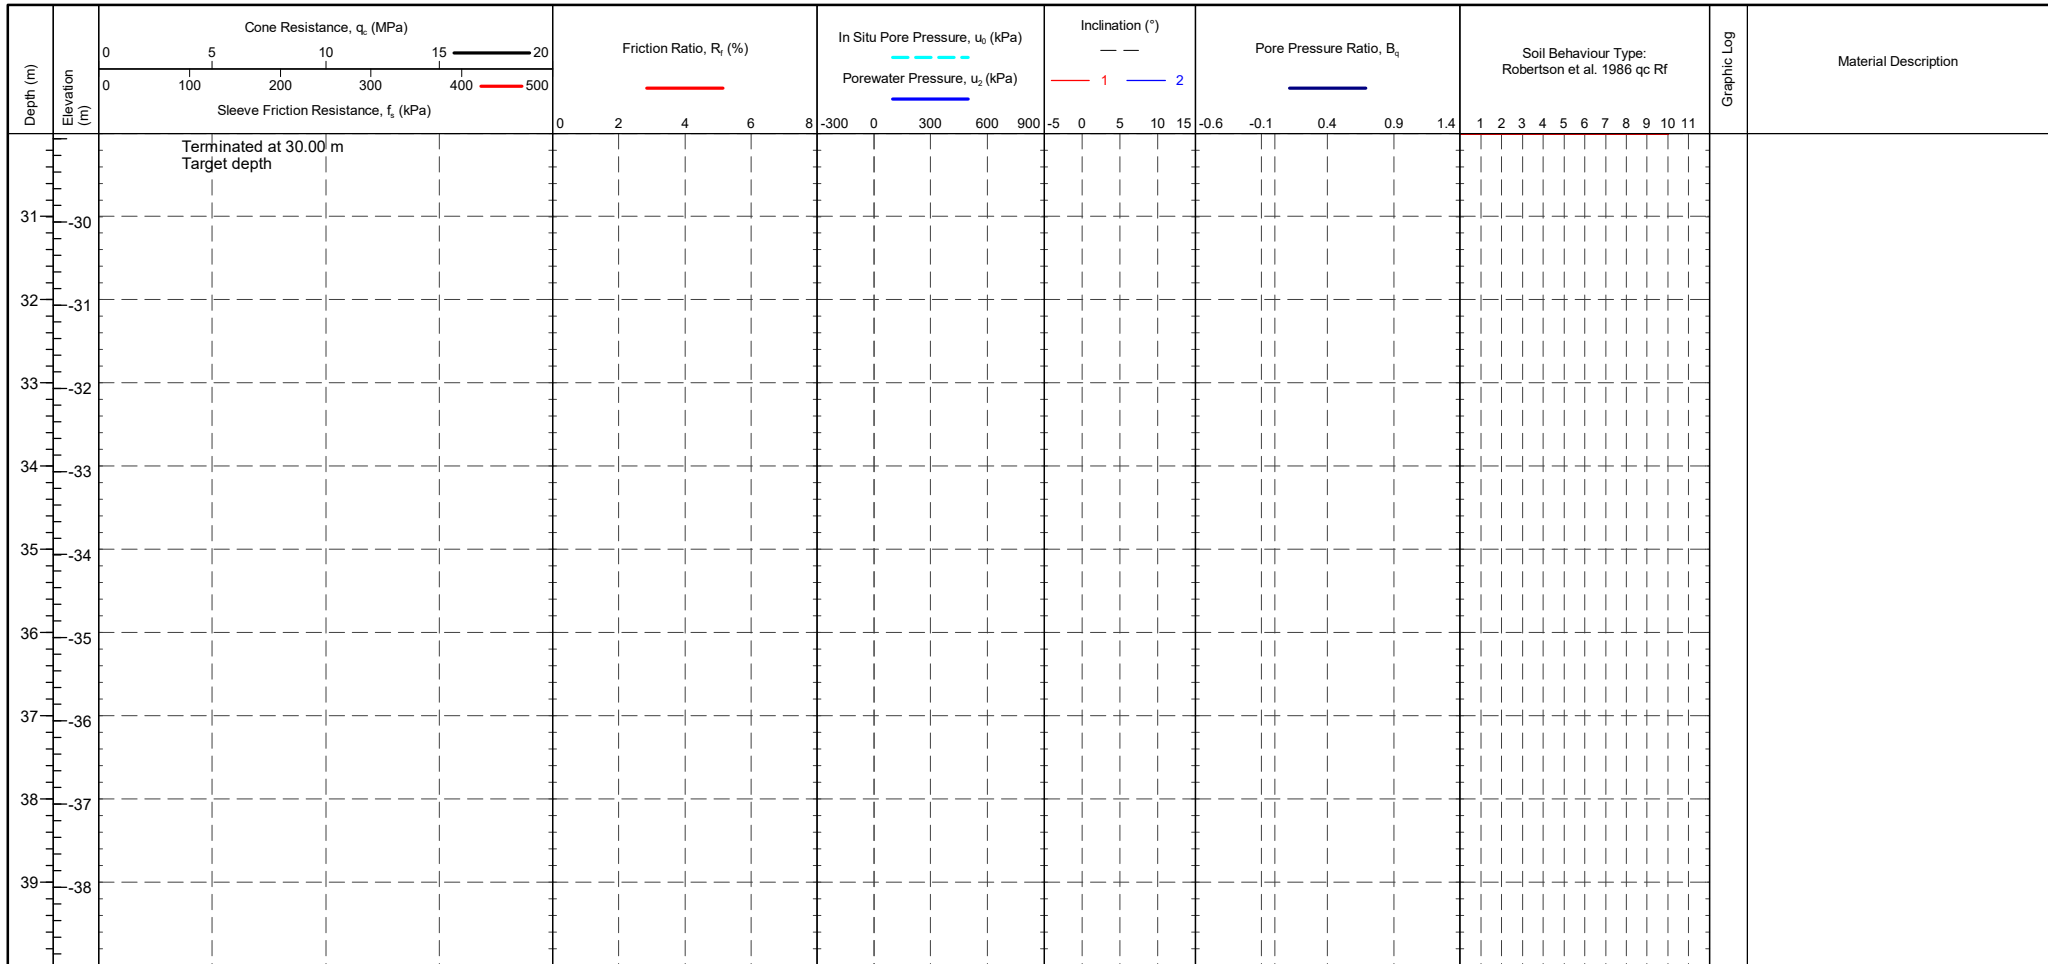 Depth (m)
Elevation
(m)
Cone Resistance, qc (MPa)
0 5 10 15 20
0 100 200 300 400 500
Sleeve Friction Resistance, fs (kPa)
Friction Ratio, Rf (%)
0 2 4 6 8
In Situ Pore Pressure, u0 (kPa)
Porewater Pressure, u2 (kPa)
-300 0 300 600 900
Inclination (°)
1 2
-5 0 5 10 15
Pore Pressure Ratio, Bq
-0.6 -0.1 0.4 0.9 1.4
Soil Behaviour Type:
Robertson et al. 1986 qc Rf
1 2 3 4 5 6 7 8 9 10 11
Graphic Log
Material Description
Terminated at 30.00 m
Target depth
31 -30
32 -31
33 -32
34 -33
35 -34
36 -35
37 -36
38 -37
39 -38